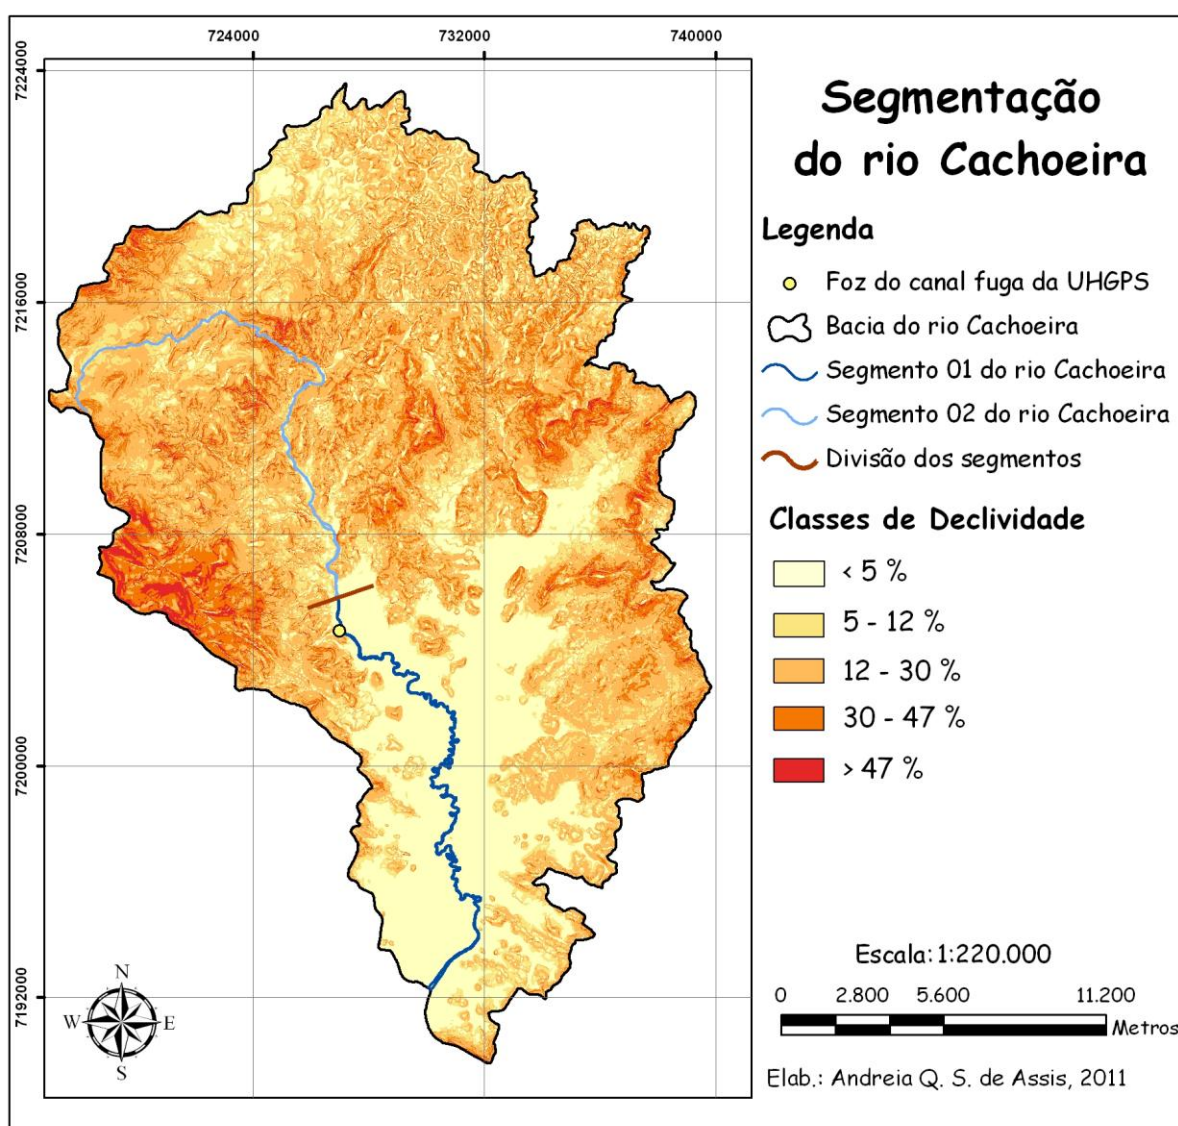 724000
732000
740000
7224000
7216000
7208000
7200000
7192000
N
W
E
S
Segmentação
do rio Cachoeira
Legenda
Foz do canal fuga da UHGPS
Bacia do rio Cachoeira
Segmento 01 do rio Cachoeira
Segmento 02 do rio Cachoeira
Divisão dos segmentos
Classes de Declividade
< 5 %
5 - 12 %
12 - 30 %
30 - 47 %
> 47 %
Escala:1:220.000
0 2.800 5.600 11.200
Metros
Elab.: Andreia Q. S. de Assis, 2011